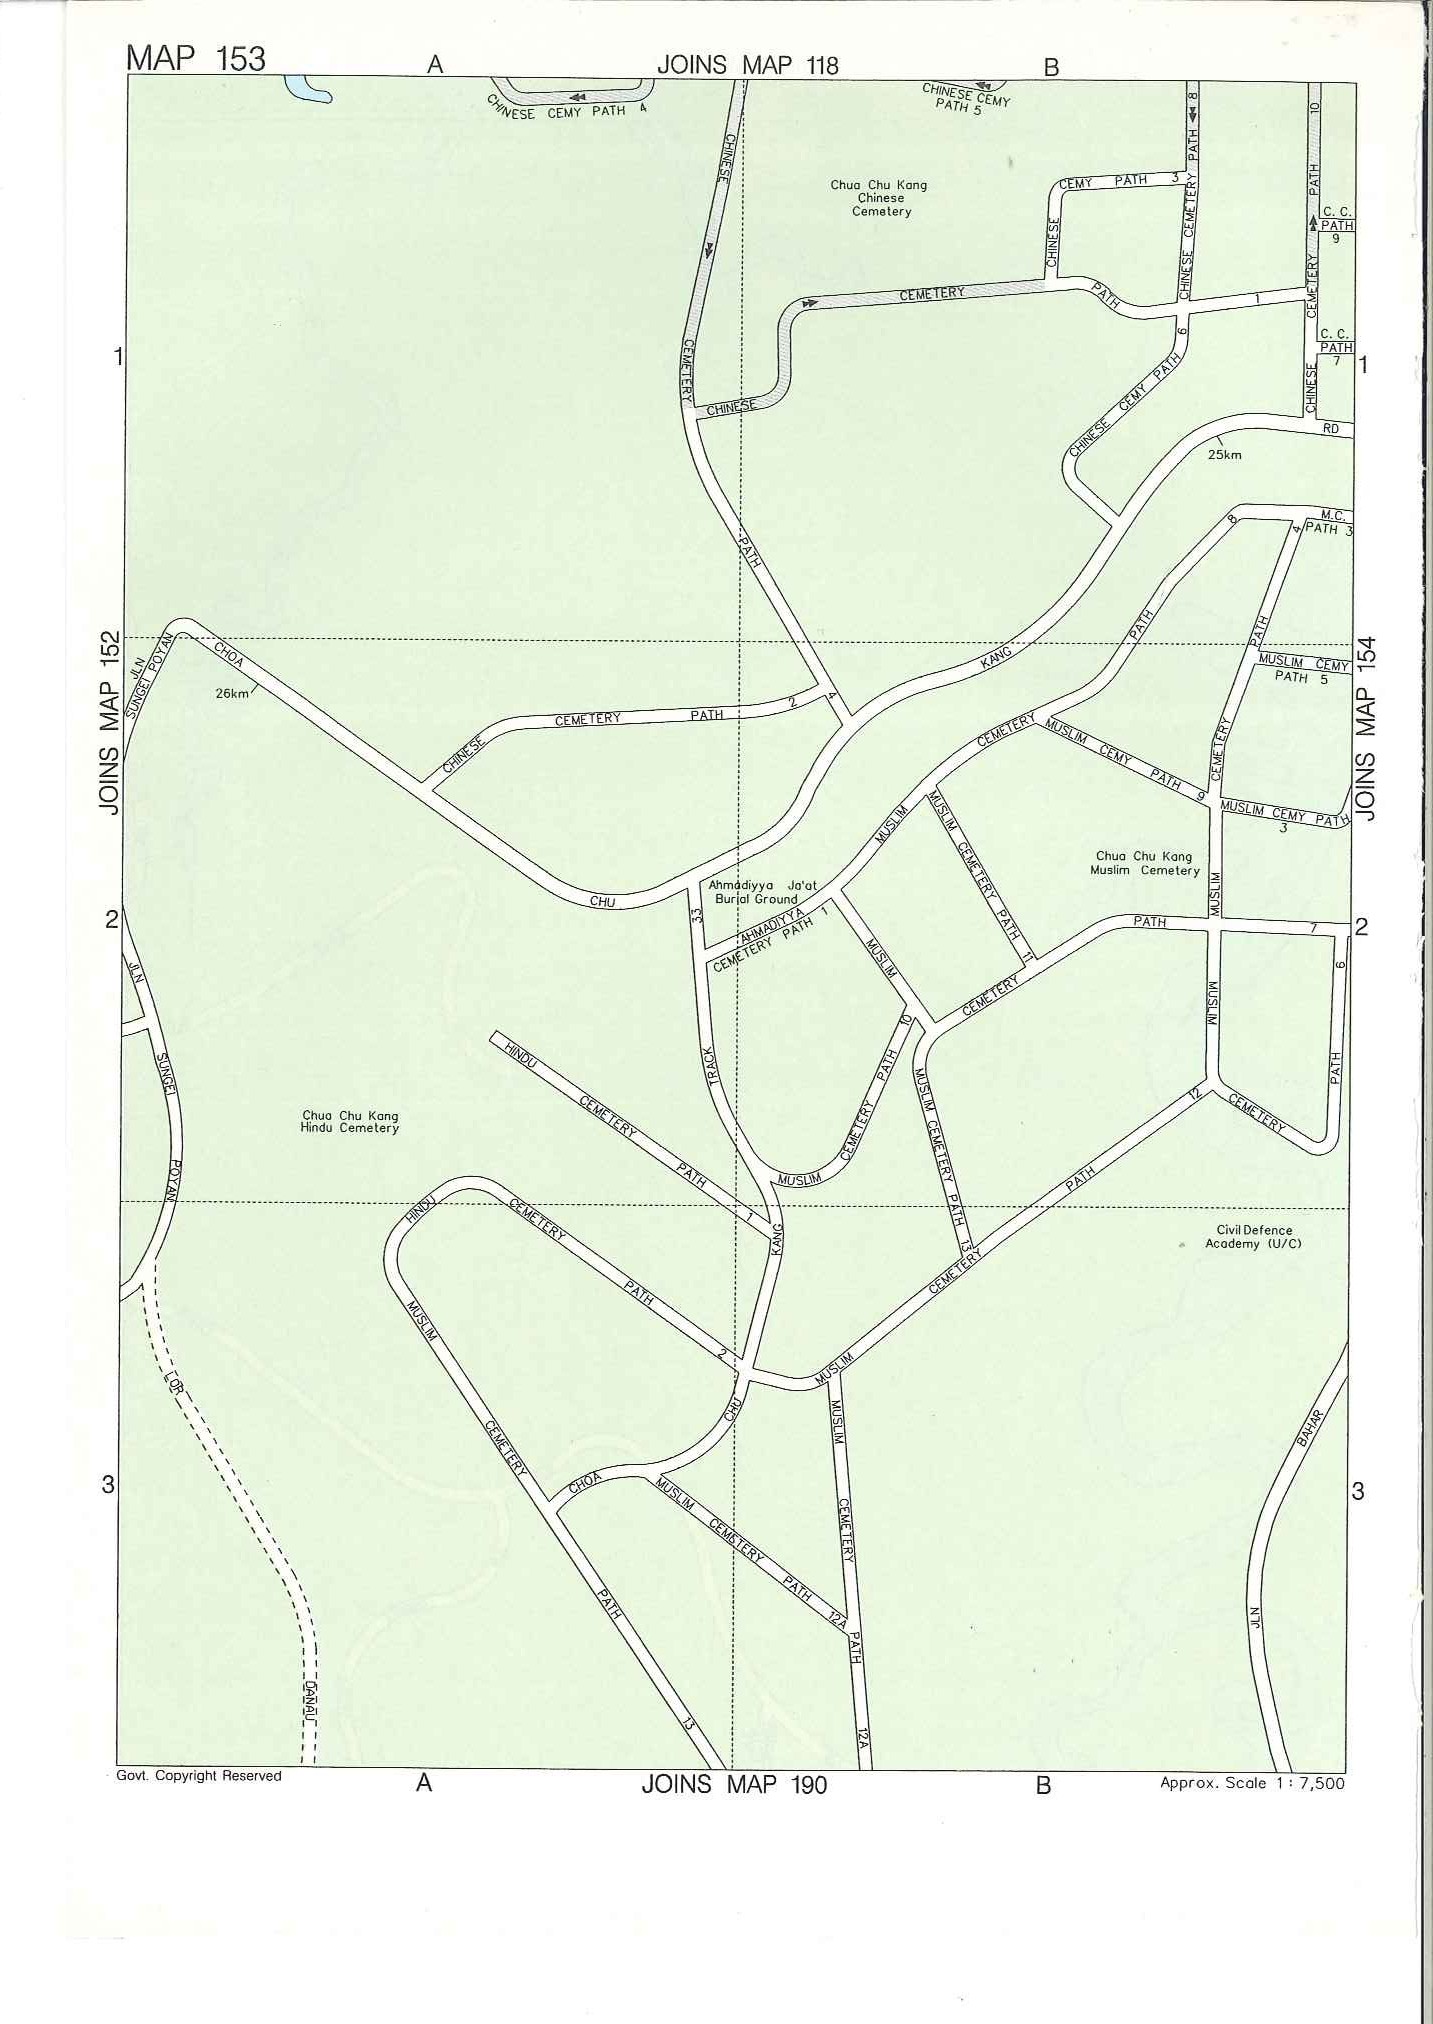 MAP 153
A
JOINS MAP 118
B
CHINESE CEMY PATH 4
CHINESE CEMY
PATH 5
CHINESE CEMETERY PATH 4
Chua Chu Kang
Chinese
Cemetery
CHINESE CEMY PATH 3
CHINESE CEMETERY PATH 8
CHINESE CEMETERY PATH 10
C. C.
PATH
9
CHINESE CEMETERY PATH 1
C. C.
PATH
7
1
1
CHINESE CEMY PATH 6
RD
25km
M.C.
PATH 3
JOINS MAP 152
JLN
SUNGEI POYAN
CHOA CHU KANG
26km
CHINESE CEMETERY PATH 2
MUSLIM CEMETERY PATH 8
MUSLIM CEMETERY PATH 4
MUSLIM CEMY
PATH 5
JOINS MAP 154
MUSLIM CEMY PATH 9
MUSLIM CEMY PATH
3
Chua Chu Kang
Muslim Cemetery
Ahmadiyya Ja'at
Burial Ground
AHMADIYYA
CEMETERY PATH 1
MUSLIM CEMETERY PATH 11
2
2
MUSLIM CEMETERY PATH 7
MUSLIM CEMETERY PATH 6
CHOA CHU KANG TRACK 33
MUSLIM CEMETERY PATH 10
MUSLIM CEMETERY PATH 13
MUSLIM CEMETERY PATH 12
JLN SUNGEI POYAN
HINDU CEMETERY PATH 1
Chua Chu Kang
Hindu Cemetery
HINDU CEMETERY PATH 2
Civil Defence
Academy (U/C)
LOR DANAU
MUSLIM CEMETERY PATH 13
MUSLIM CEMETERY PATH 12A
MUSLIM CEMETERY PATH 12A
JLN BAHAR
3
3
Govt. Copyright Reserved
A
JOINS MAP 190
B
Approx. Scale 1 : 7,500